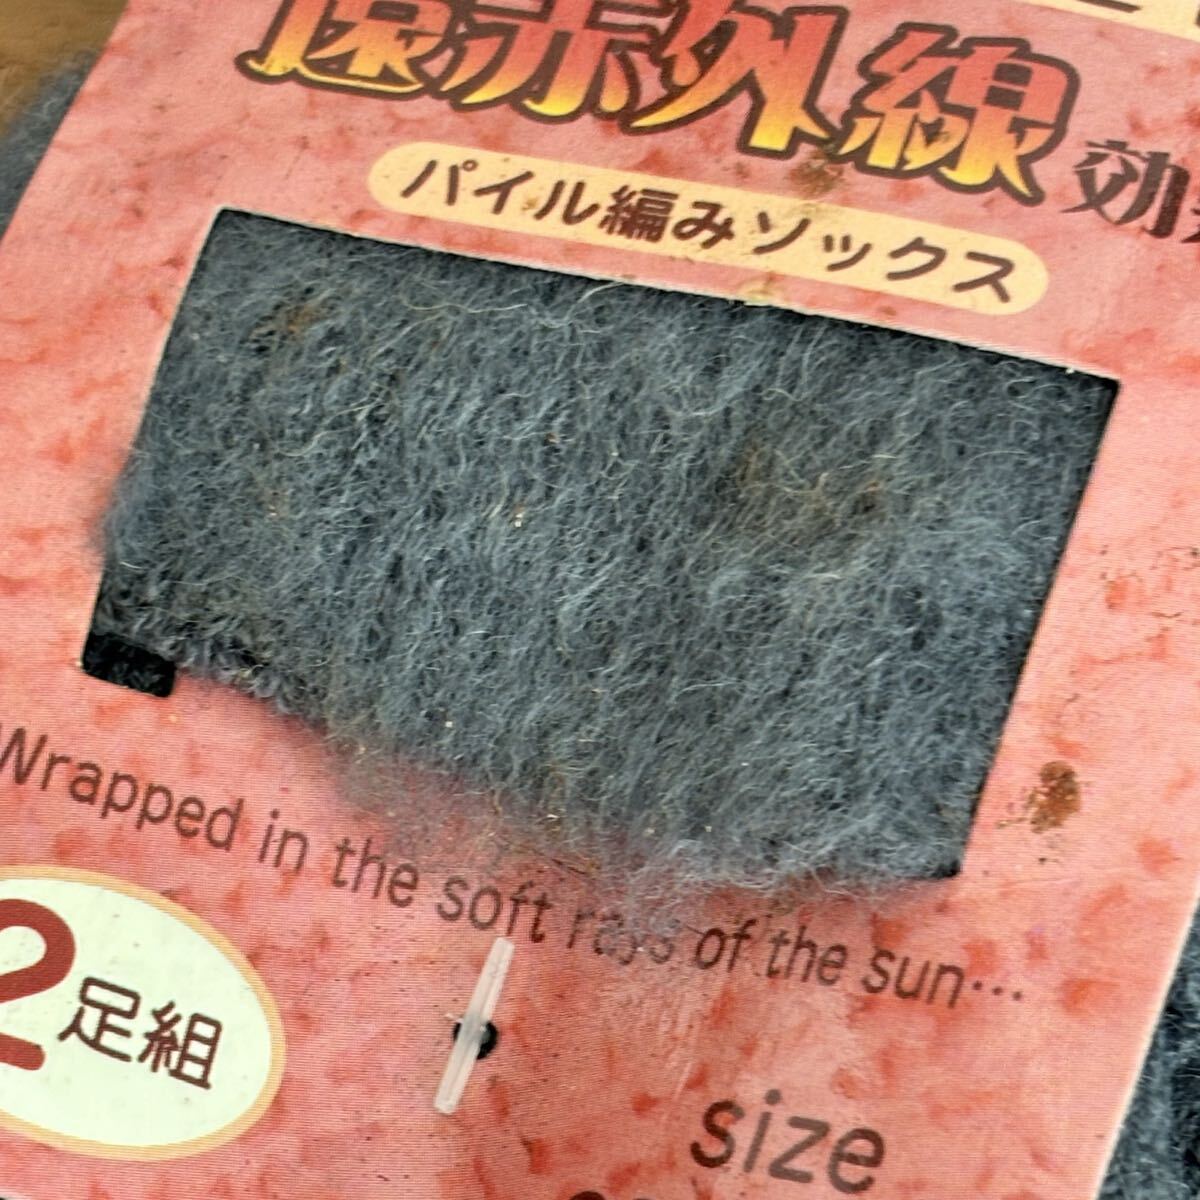 遠赤外線効
パイル編みソックス
Wrapped in the soft rays of the sun…
2足組
size